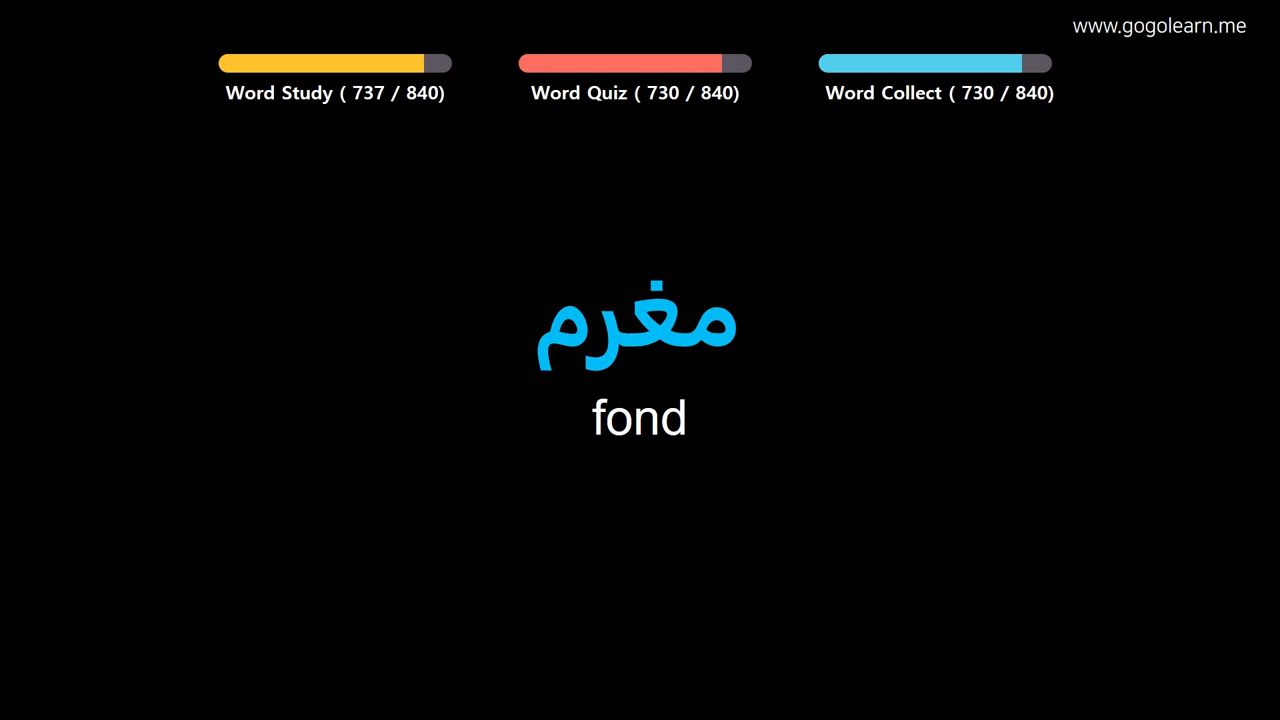 www.gogolearn.me
Word Study ( 737 / 840)
Word Quiz ( 730 / 840)
Word Collect ( 730 / 840)
مغرم
fond